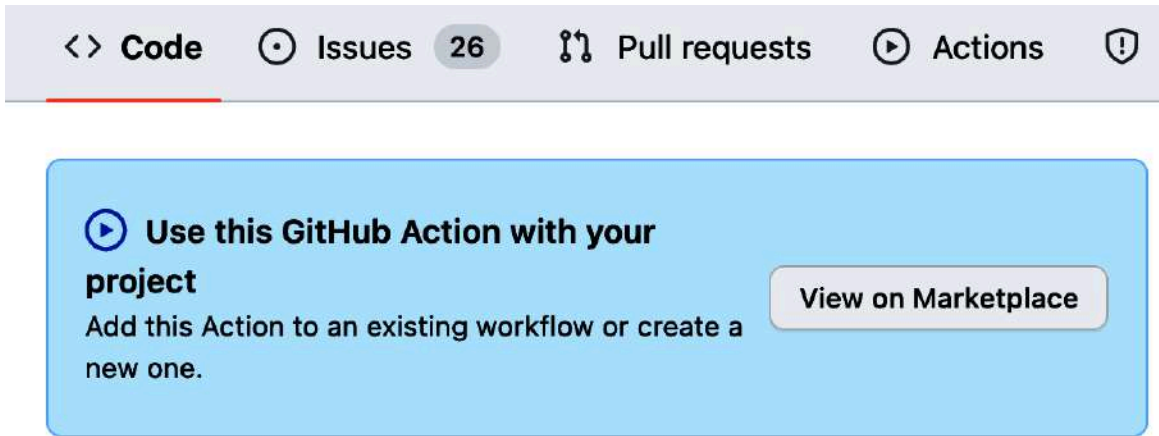 Code Issues 26 Pull requests Actions
Use this GitHub Action with your
project
Add this Action to an existing workflow or create a
new one.
View on Marketplace